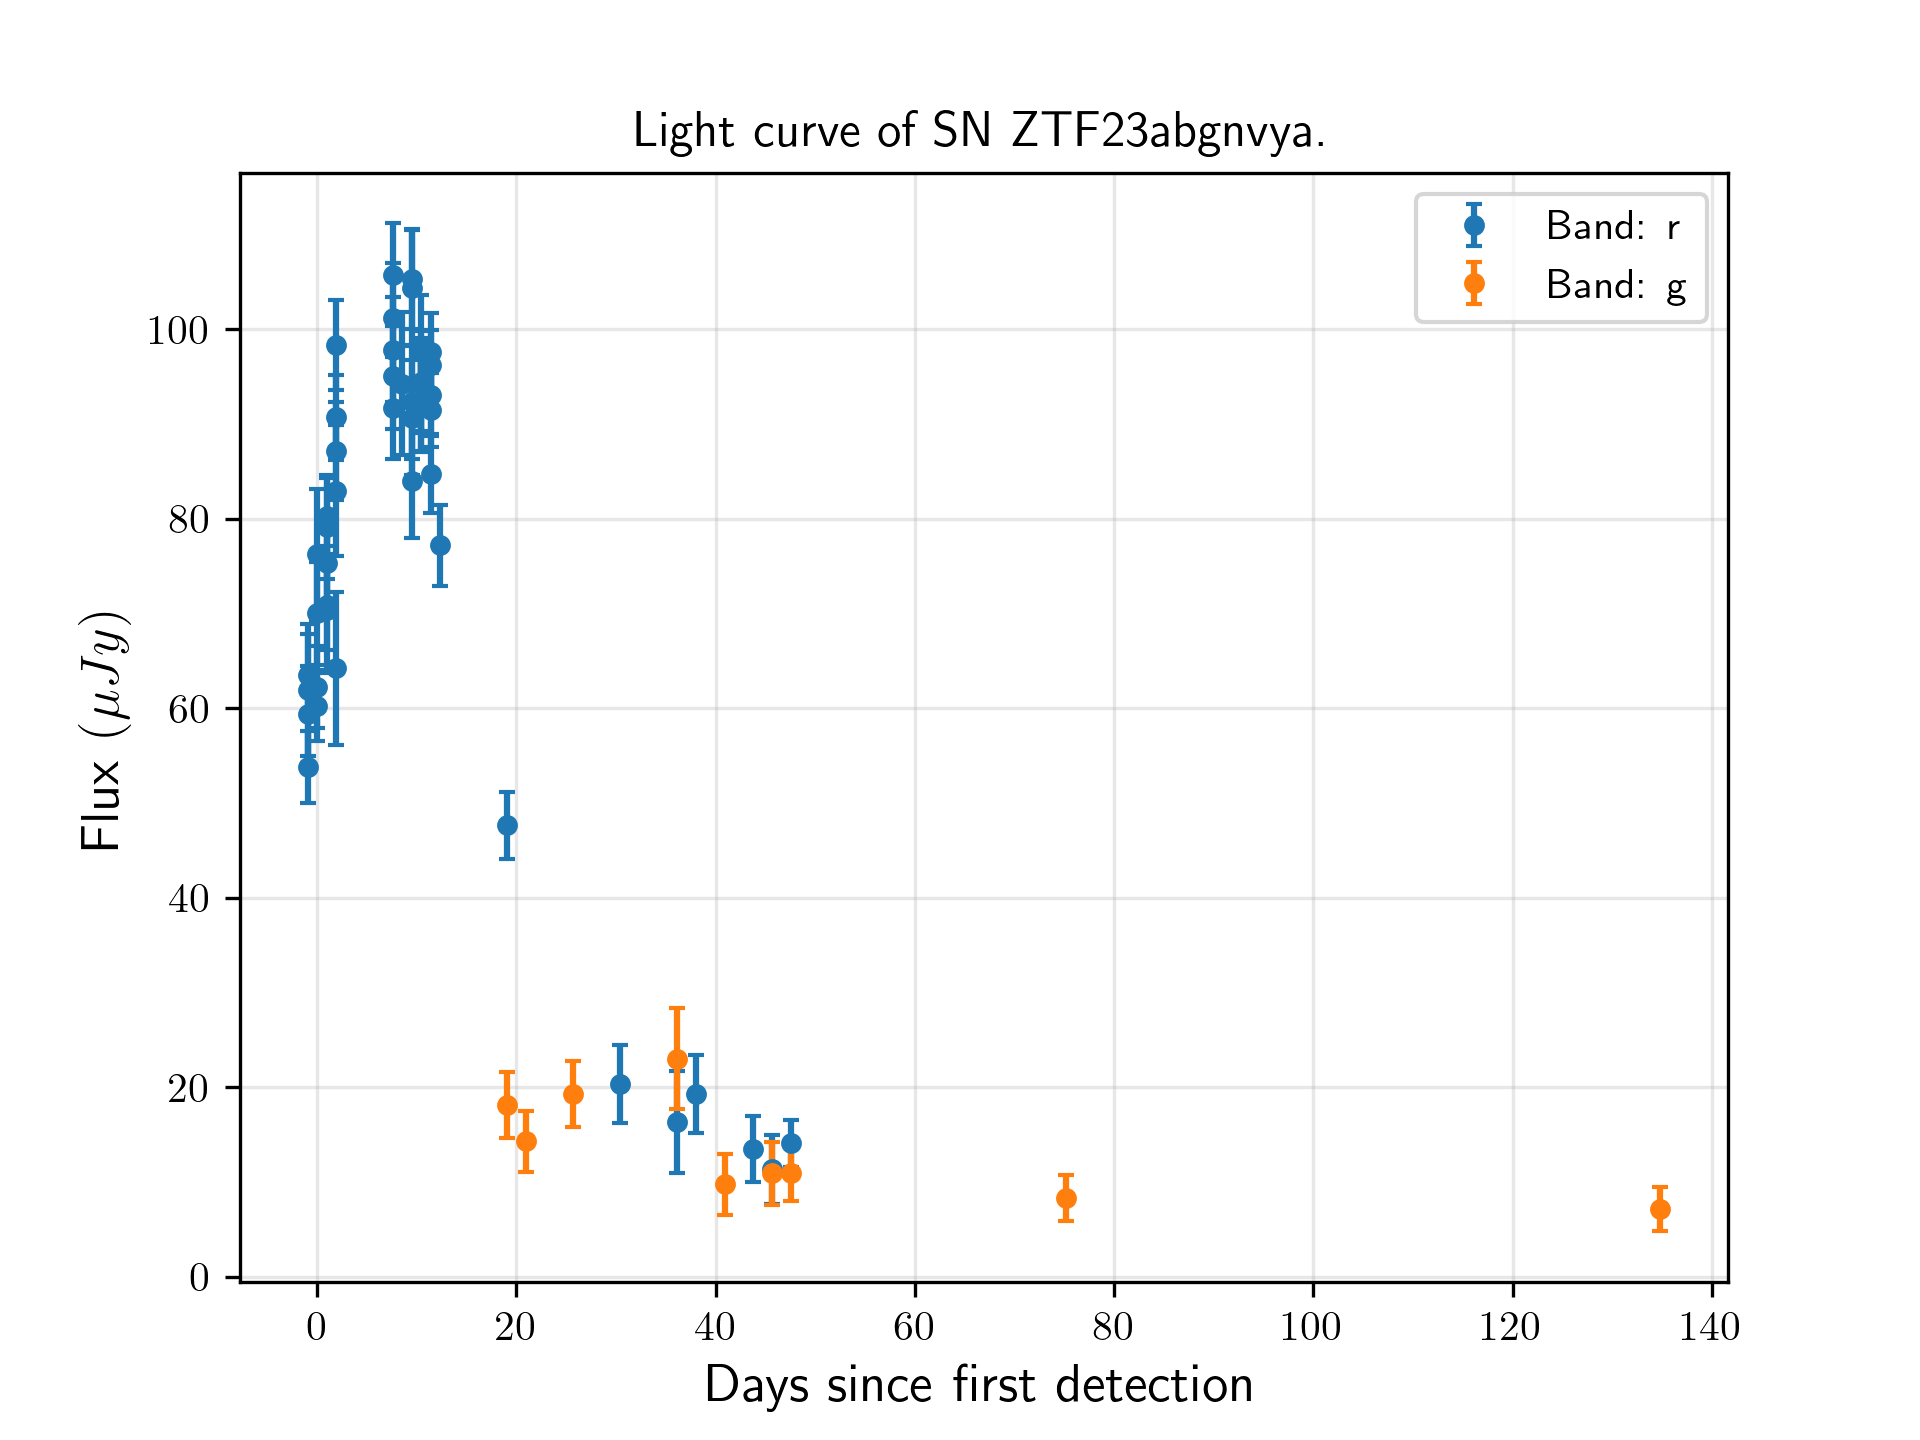 Light curve of SN ZTF23abgnvya.
Band: r
Band: g
Flux (μJy)
100
80
60
40
20
0
0 20 40 60 80 100 120 140
Days since first detection